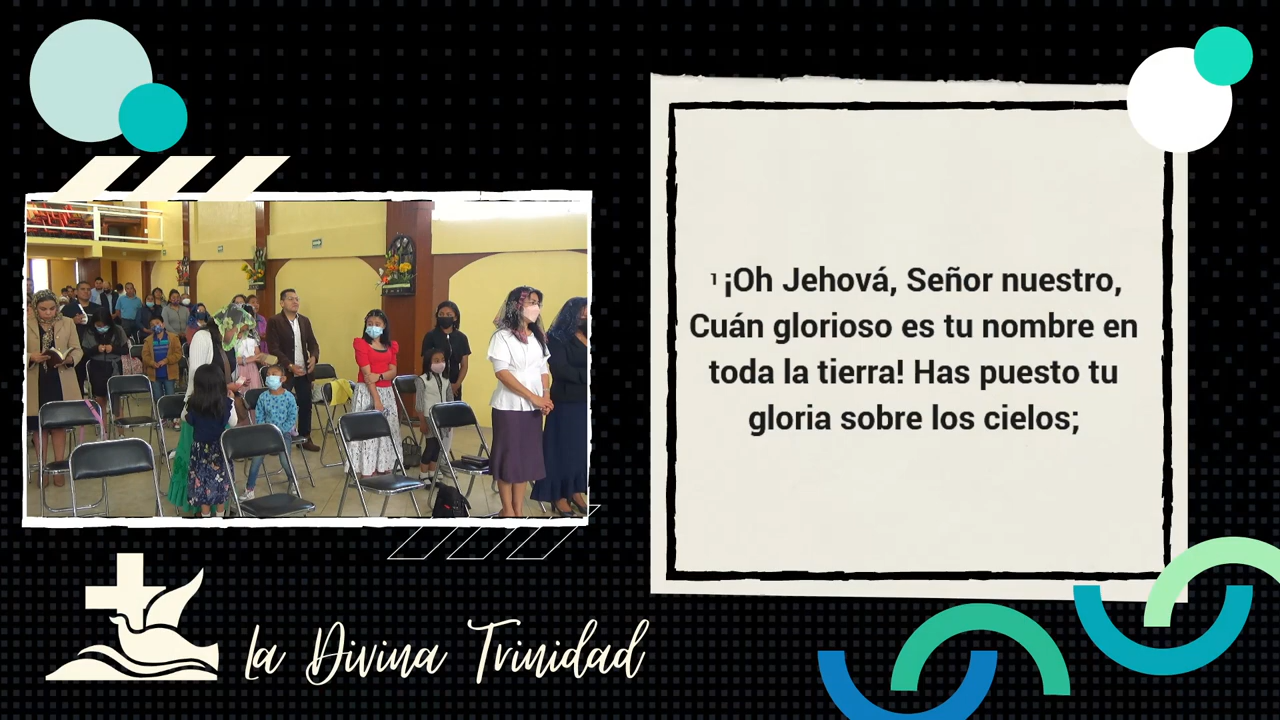 1 ¡Oh Jehová, Señor nuestro,
Cuán glorioso es tu nombre en
toda la tierra! Has puesto tu
gloria sobre los cielos;
la Divina Trinidad